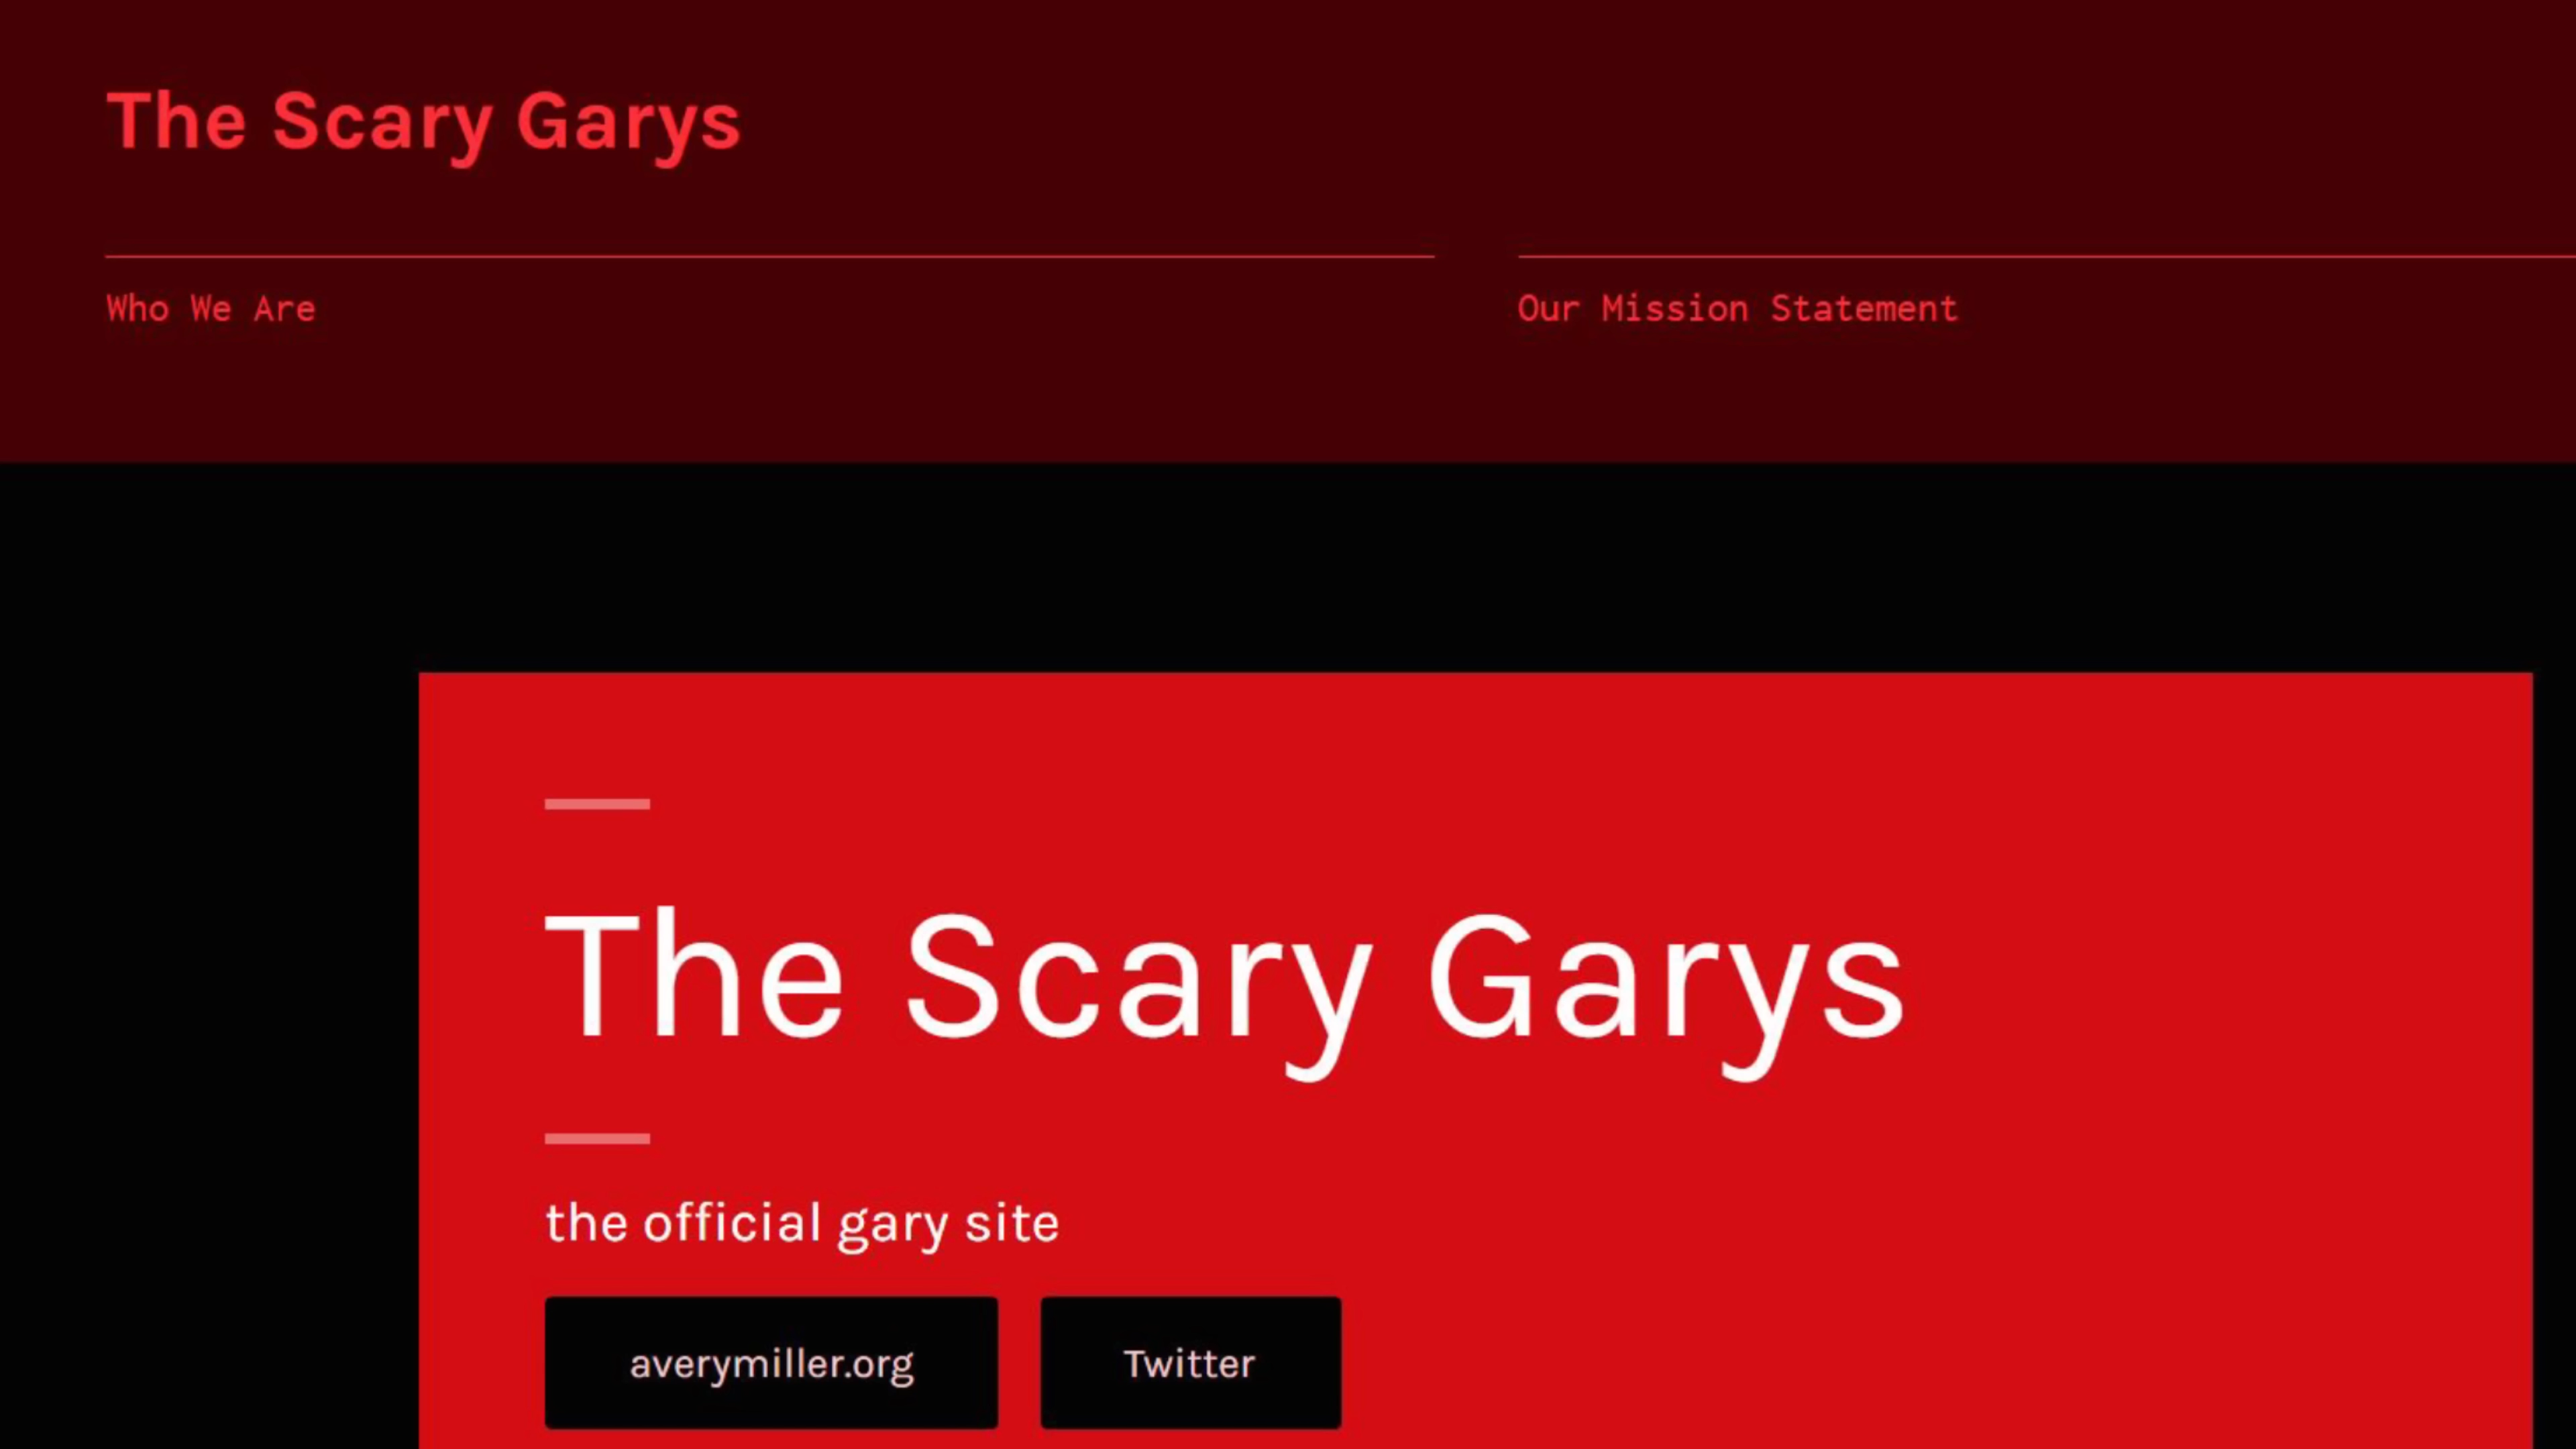 The Scary Garys
Who We Are
Our Mission Statement
The Scary Garys
the official gary site
averymiller.org
Twitter